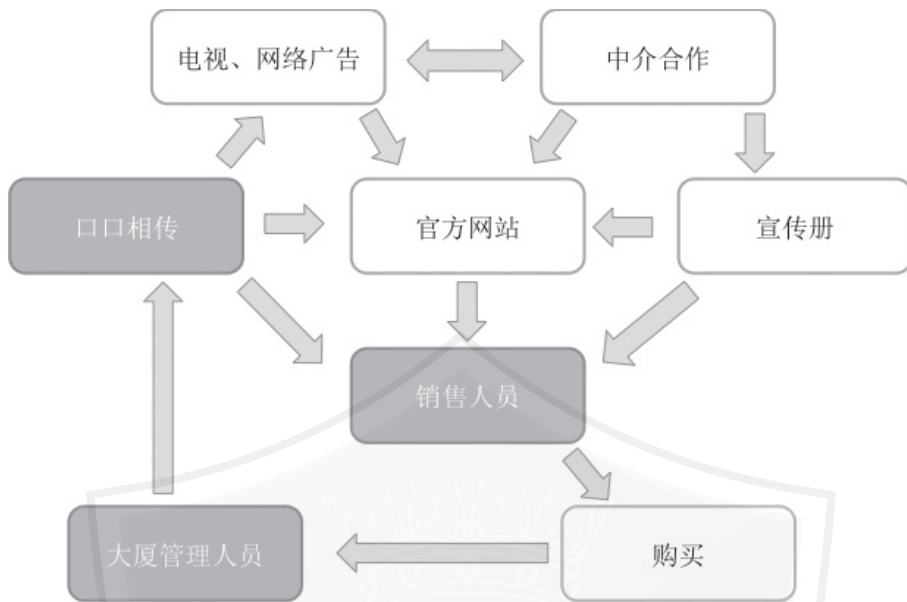 电视、网络广告
中介合作
口口相传
官方网站
宣传册
销售人员
大厦管理人员
购买